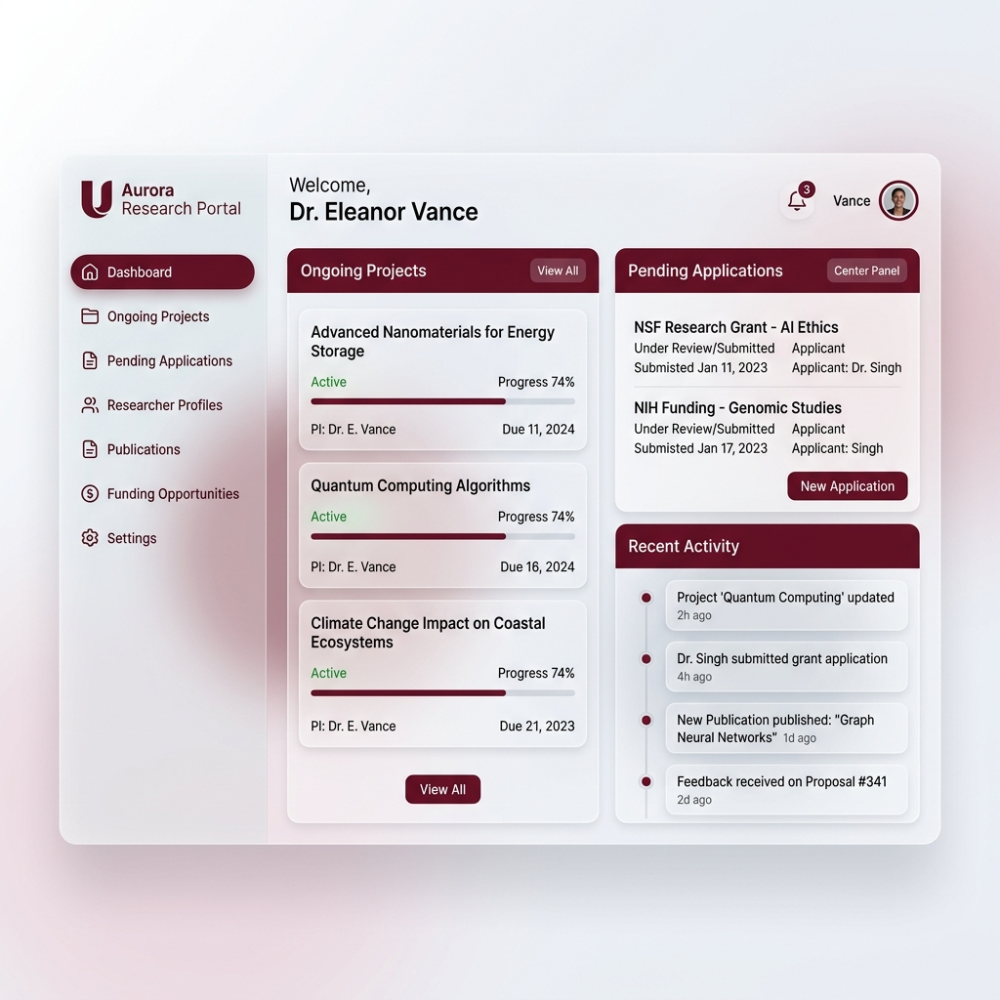 Aurora
Research Portal
Dashboard
Ongoing Projects
Pending Applications
Researcher Profiles
Publications
Funding Opportunities
Settings
Welcome,
Dr. Eleanor Vance
3
Vance
Ongoing Projects
View All
Advanced Nanomaterials for Energy
Storage
Active
Progress 74%
PI: Dr. E. Vance
Due 11, 2024
Quantum Computing Algorithms
Active
Progress 74%
PI: Dr. E. Vance
Due 16, 2024
Climate Change Impact on Coastal
Ecosystems
Active
Progress 74%
PI: Dr. E. Vance
Due 21, 2023
View All
Pending Applications
Center Panel
NSF Research Grant - AI Ethics
Under Review/Submitted
Applicant
Submisted Jan 11, 2023
Applicant: Dr. Singh
NIH Funding - Genomic Studies
Under Review/Submitted
Applicant
Submisted Jan 17, 2023
Applicant: Singh
New Application
Recent Activity
Project 'Quantum Computing' updated
2h ago
Dr. Singh submitted grant application
4h ago
New Publication published: "Graph
Neural Networks" 1d ago
Feedback received on Proposal #341
2d ago